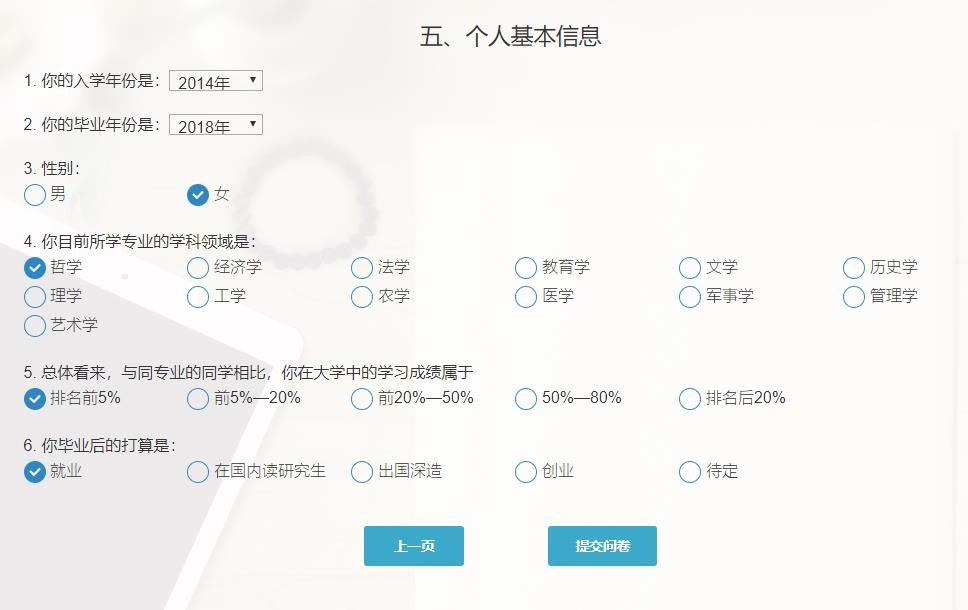 五、个人基本信息
1. 你的入学年份是： 2014年
2. 你的毕业年份是： 2018年
3. 性别：
男 女
4. 你目前所学专业的学科领域是：
哲学 经济学 法学 教育学 文学 历史学
理学 工学 农学 医学 军事学 管理学
艺术学
5. 总体看来，与同专业的同学相比，你在大学中的学习成绩属于
排名前5% 前5%—20% 前20%—50% 50%—80% 排名后20%
6. 你毕业后的打算是：
就业 在国内读研究生 出国深造 创业 待定
上一页 提交问卷